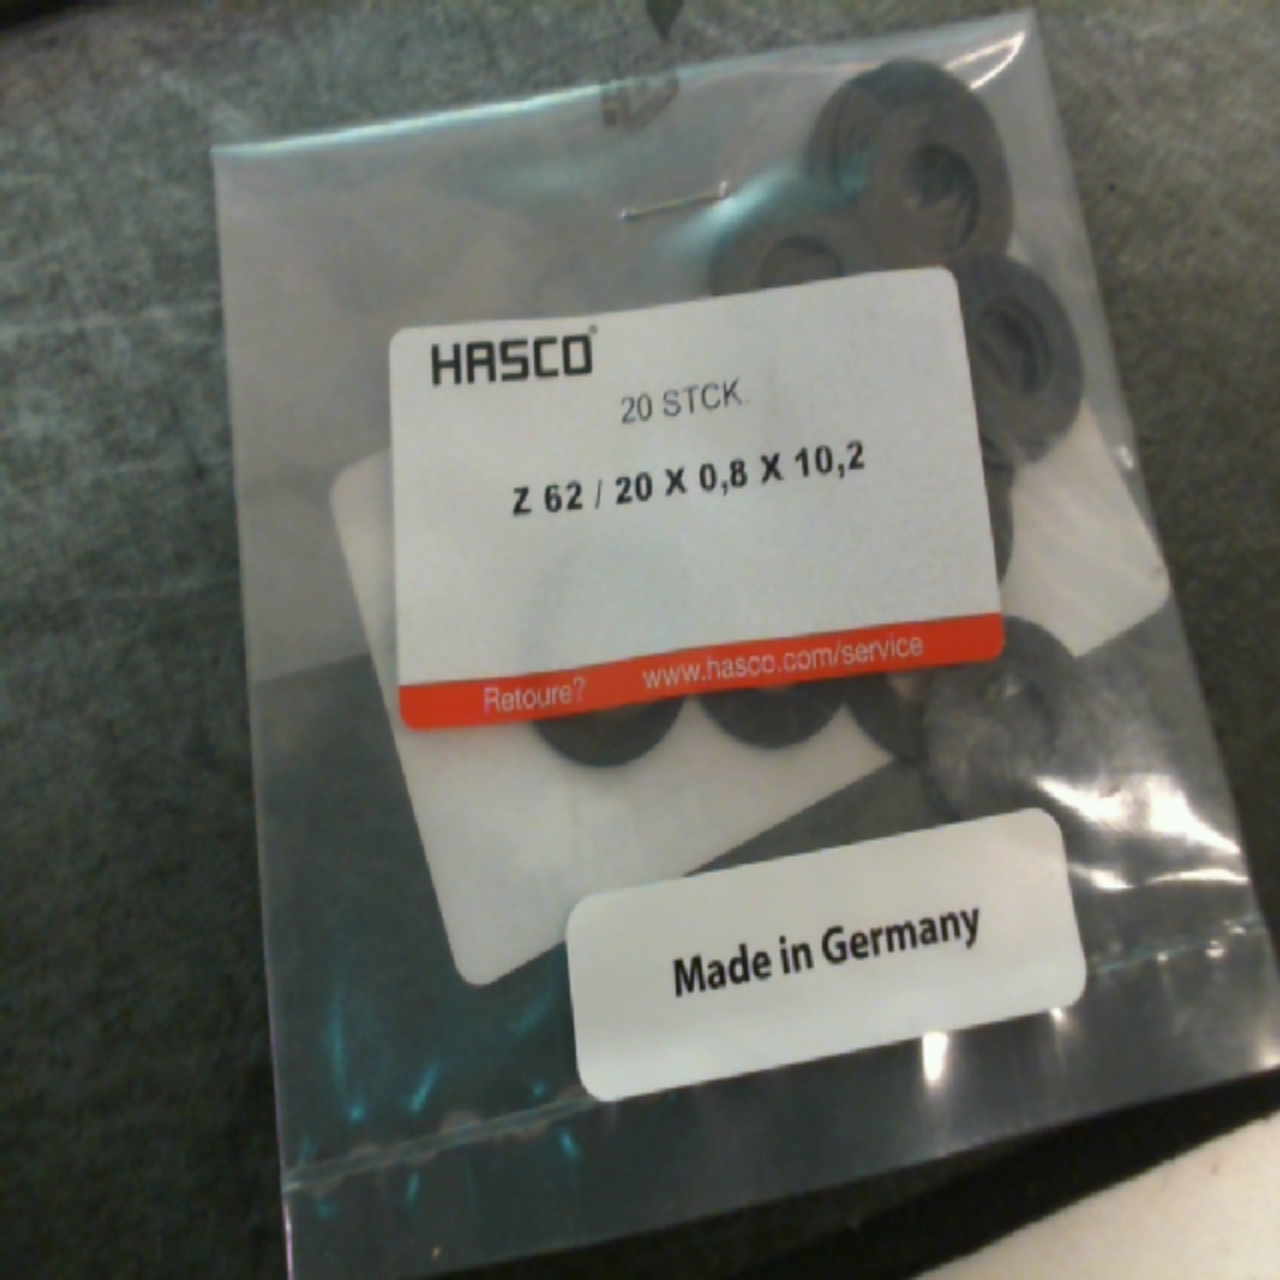 HASCO®
20 STCK.
Z 62 / 20 X 0,8 X 10,2
Retoure? www.hasco.com/service
Made in Germany